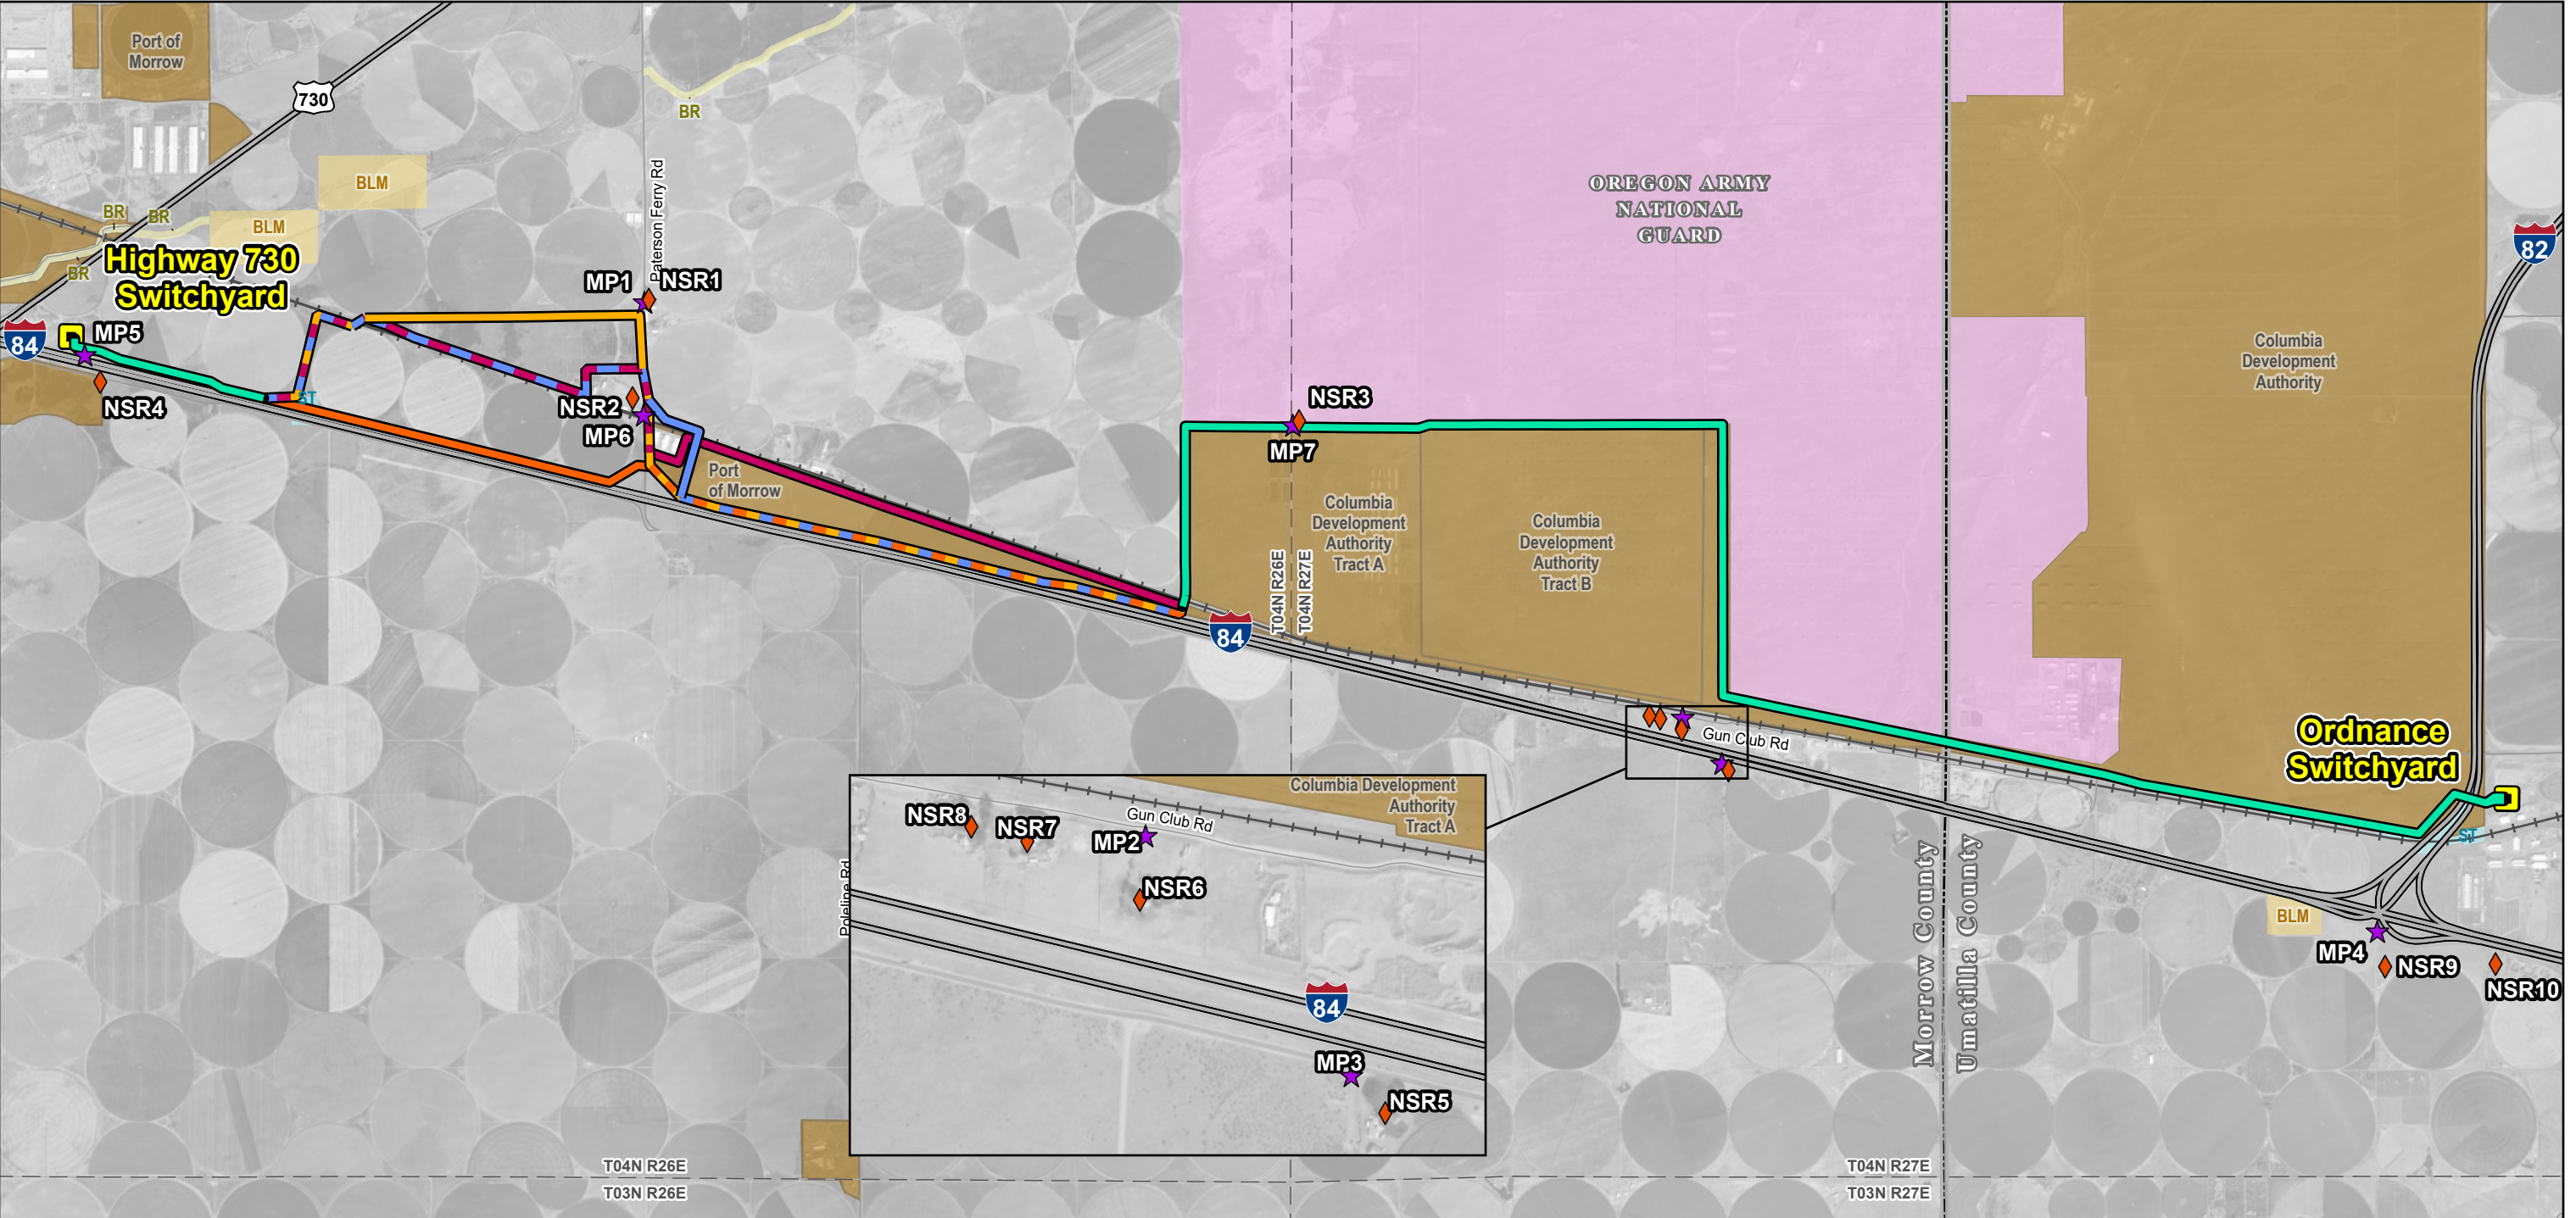 Port of
Morrow
730
BR
Paterson Ferry Rd
BLM
BLM
BR
BR
BR
Highway 730
Switchyard
84
MP5
NSR4
ST
MP1
NSR1
NSR2
MP6
Port
of Morrow
OREGON ARMY
NATIONAL
GUARD
82
Columbia
Development
Authority
NSR3
MP7
Columbia
Development
Authority
Tract A
Columbia
Development
Authority
Tract B
T04N R26E
T04N R27E
84
Gun Club Rd
Ordnance
Switchyard
ST
BLM
MP4
NSR9
NSR10
Morrow County
Umatilla County
Poleline Rd
Columbia Development
Authority
Tract A
Gun Club Rd
NSR8
NSR7
MP2
NSR6
84
MP3
NSR5
T04N R26E
T03N R26E
T04N R27E
T03N R27E